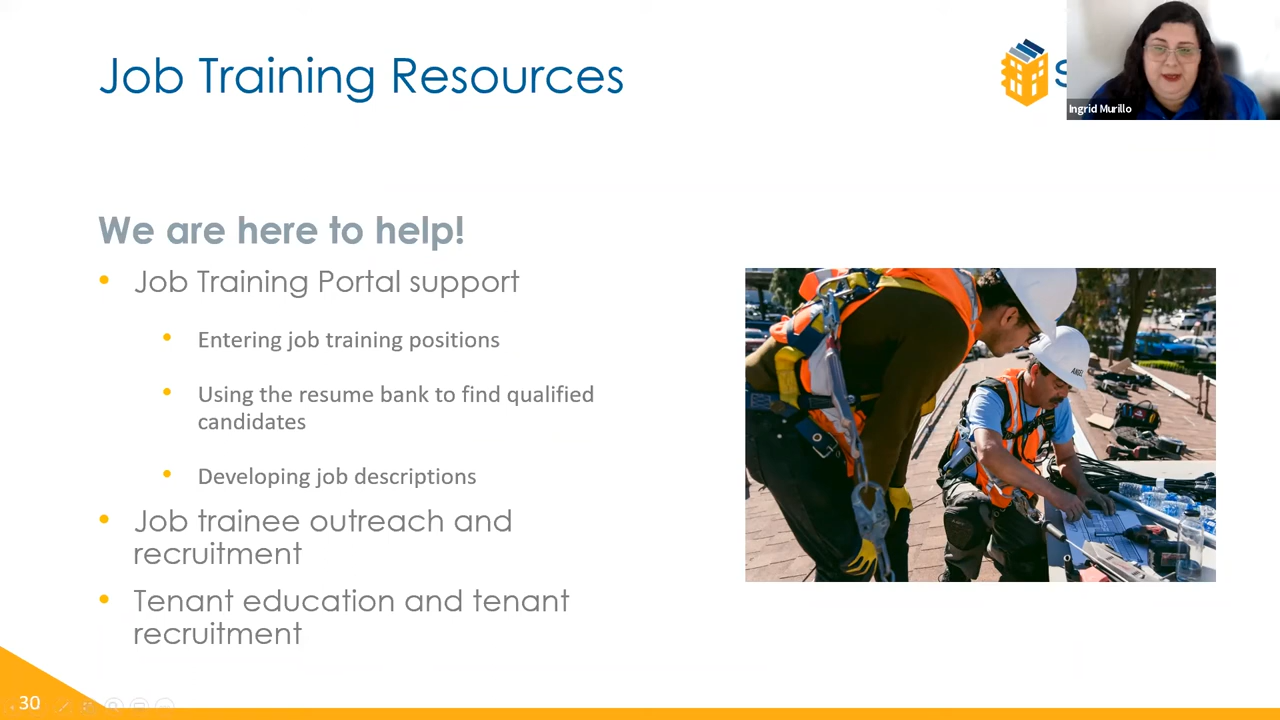 Job Training Resources
S
Ingrid Murillo
We are here to help!
• Job Training Portal support
• Entering job training positions
• Using the resume bank to find qualified
candidates
• Developing job descriptions
• Job trainee outreach and
recruitment
• Tenant education and tenant
recruitment
ANGEL
30